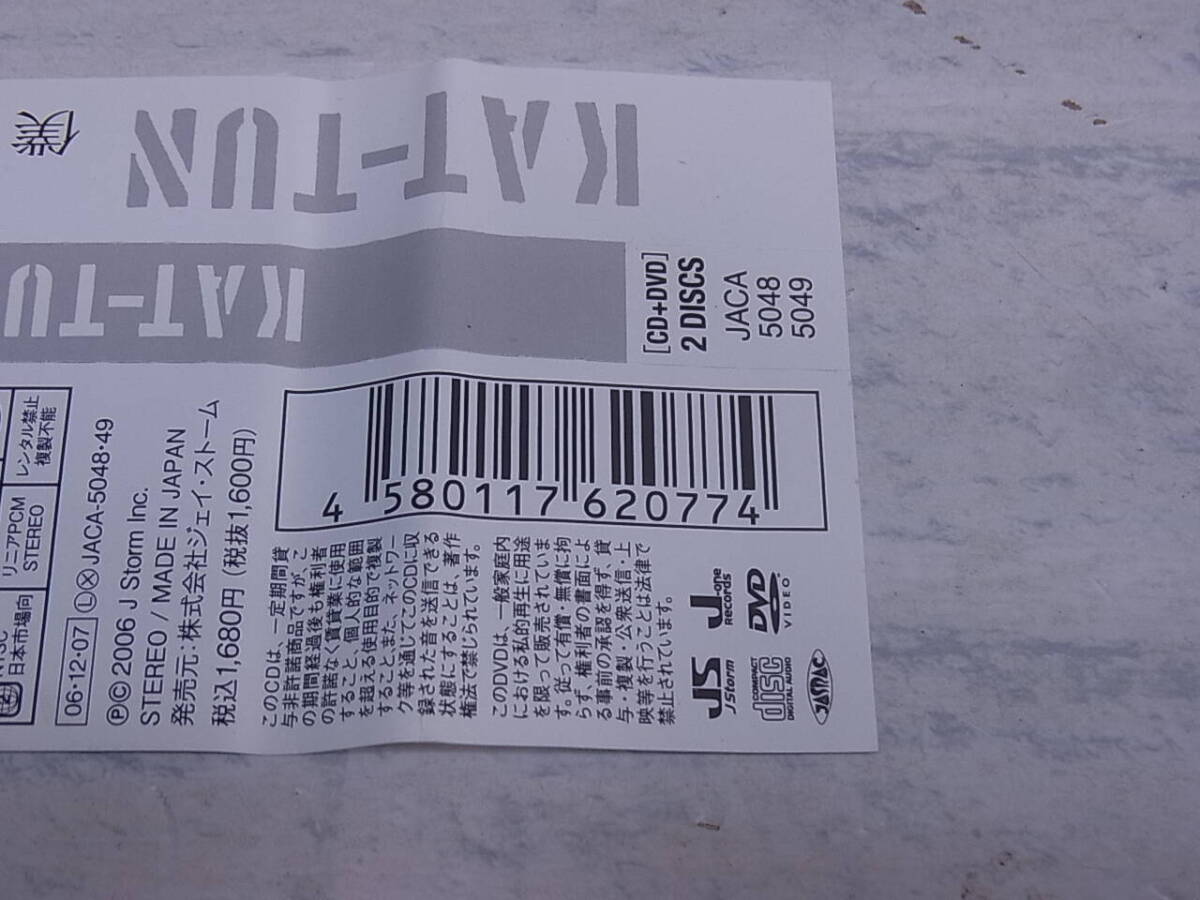 僕
KAT-TUN
KAT-TU
[CD+DVD]
2 DISCS
JACA
5048
5049
4 580117 620774
日本市場向
リニアPCM
STEREO
レンタル禁止
複製不能
06・12・07 Ⓛ Ⓧ JACA-5048・49
ⓅⒸ2006 J Storm Inc.
STEREO / MADE IN JAPAN
発売元:株式会社ジェイ・ストーム
税込1,680円(税抜1,600円)
このCDは、一定期間貸
与非許諾商品ですが、こ
の期間経過後も権利者
の許諾なく賃貸業に使用
すること、個人的な範囲
を超える使用目的で複製
すること、また、ネットワー
ク等を通じてこのCDに収
録された音を送信できる
状態にすることは、著作
権法で禁じられています。
このDVDは、一般家庭内
における私的再生に用途
を限って販売されていま
す。従って有償・無償に拘
らず、権利者の書面によ
る事前の承認を得ず、貸
与・複製・公衆送信・上
映等を行うことは法律で
禁止されています。
JS
J Storm
J-one
Records
COMPACT
disc
DIGITAL AUDIO
DVD
VIDEO
JASRAC